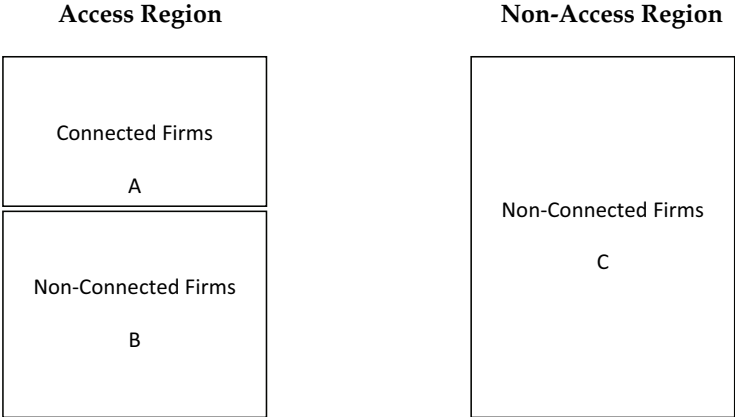 Access Region
Non-Access Region
Connected Firms
A
Non-Connected Firms
B
Non-Connected Firms
C